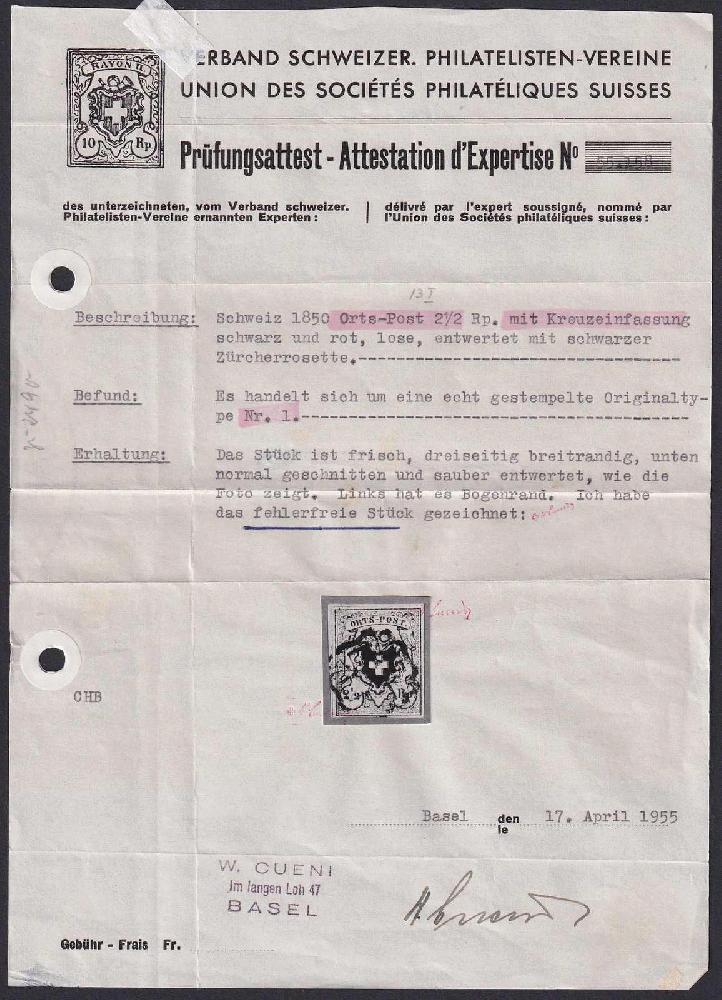 VERBAND SCHWEIZER. PHILATELISTEN-VEREINE
UNION DES SOCIÉTÉS PHILATÉLIQUES SUISSES
RAYON II.
10 Rp
Prüfungsattest - Attestation d'Expertise Nº
des unterzeichneten, vom Verband schweizer.
Philatelisten-Vereine ernannten Experten:
délivré par l'expert soussigné, nommé par
l'Union des Sociétés philatéliques suisses:
13 I
Beschreibung: Schweiz 1850 Orts-Post 2½ Rp. mit Kreuzeinfassung
schwarz und rot, lose, entwertet mit schwarzer
Zürcherrosette.
Befund: Es handelt sich um eine echt gestempelte Originalty-
pe Nr. 1.
Erhaltung: Das Stück ist frisch, dreiseitig breitrandig, unten
normal geschnitten und sauber entwertet, wie die
Foto zeigt. Links hat es Bogenrand. Ich habe
das fehlerfreie Stück gezeichnet:
ORTS-POST
CHB
Basel den 17. April 1955
le
W. CUENI
Im langen Loh 47
BASEL
Gebühr - Frais Fr.